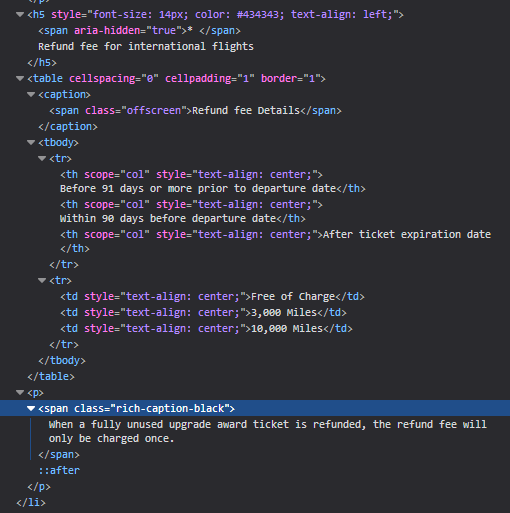 </p>
<h5 style="font-size: 14px; color: #434343; text-align: left;">
<span aria-hidden="true">* </span>
Refund fee for international flights
</h5>
<table cellspacing="0" cellpadding="1" border="1">
<caption>
<span class="offscreen">Refund fee Details</span>
</caption>
<tbody>
<tr>
<th scope="col" style="text-align: center;">
Before 91 days or more prior to departure date</th>
<th scope="col" style="text-align: center;">
Within 90 days before departure date</th>
<th scope="col" style="text-align: center;">After ticket expiration date
</th>
</tr>
<tr>
<td style="text-align: center;">Free of Charge</td>
<td style="text-align: center;">3,000 Miles</td>
<td style="text-align: center;">10,000 Miles</td>
</tr>
</tbody>
</table>
<p>
<span class="rich-caption-black">
When a fully unused upgrade award ticket is refunded, the refund fee will
only be charged once.
</span>
::after
</p>
</li>